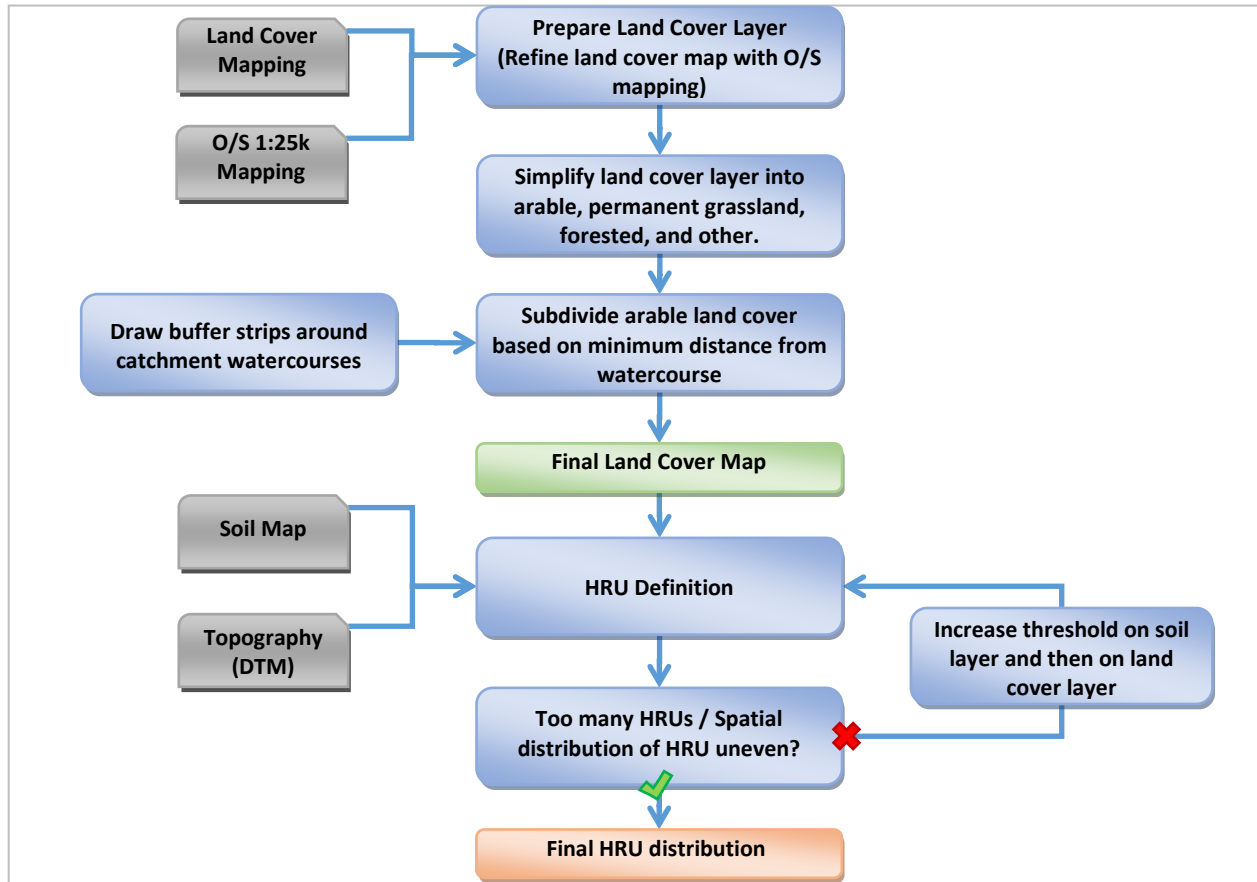 Land Cover
Mapping
Prepare Land Cover Layer
(Refine land cover map with O/S
mapping)
O/S 1:25k
Mapping
Simplify land cover layer into
arable, permanent grassland,
forested, and other.
Draw buffer strips around
catchment watercourses
Subdivide arable land cover
based on minimum distance from
watercourse
Final Land Cover Map
Soil Map
HRU Definition
Topography
(DTM)
Increase threshold on soil
layer and then on land
cover layer
Too many HRUs / Spatial
distribution of HRU uneven?
Final HRU distribution